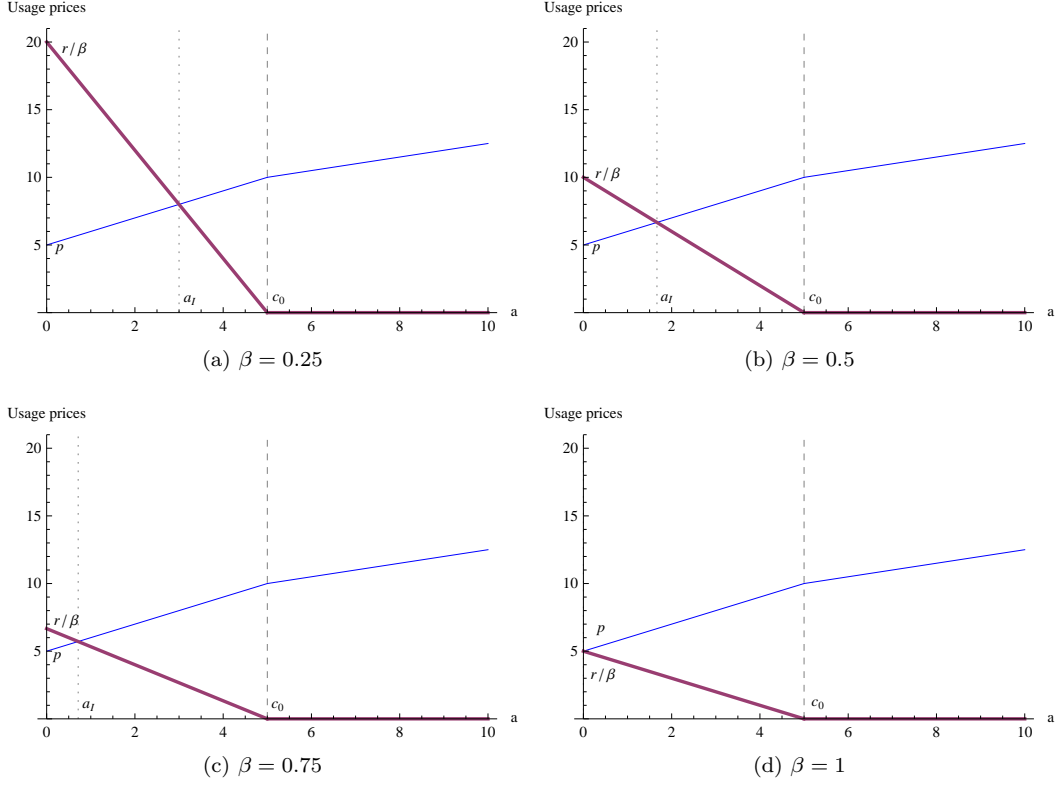 Usage prices
20
15
10
5
r/β
p
a_I
c_0
a
0 2 4 6 8 10
(a) β = 0.25
Usage prices
20
15
10
5
r/β
p
a_I
c_0
a
0 2 4 6 8 10
(b) β = 0.5
Usage prices
20
15
10
5
r/β
p
a_I
c_0
a
0 2 4 6 8 10
(c) β = 0.75
Usage prices
20
15
10
5
p
r/β
c_0
a
0 2 4 6 8 10
(d) β = 1